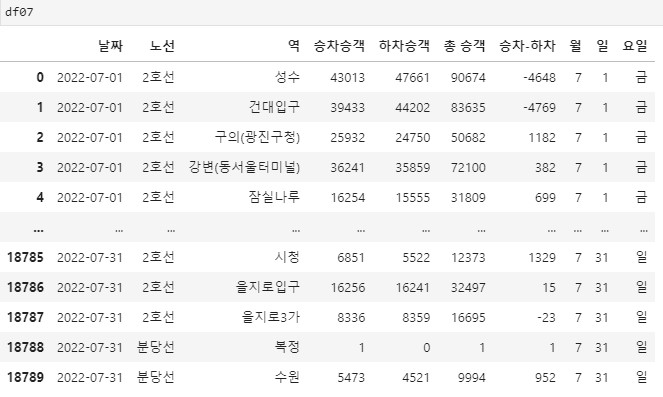 df07
날짜 노선 역 승차승객 하차승객 총 승객 승차-하차 월 일 요일
0 2022-07-01 2호선 성수 43013 47661 90674 -4648 7 1 금
1 2022-07-01 2호선 건대입구 39433 44202 83635 -4769 7 1 금
2 2022-07-01 2호선 구의(광진구청) 25932 24750 50682 1182 7 1 금
3 2022-07-01 2호선 강변(동서울터미널) 36241 35859 72100 382 7 1 금
4 2022-07-01 2호선 잠실나루 16254 15555 31809 699 7 1 금
... ... ... ... ... ... ... ... ... ... ...
18785 2022-07-31 2호선 시청 6851 5522 12373 1329 7 31 일
18786 2022-07-31 2호선 을지로입구 16256 16241 32497 15 7 31 일
18787 2022-07-31 2호선 을지로3가 8336 8359 16695 -23 7 31 일
18788 2022-07-31 분당선 복정 1 0 1 1 7 31 일
18789 2022-07-31 분당선 수원 5473 4521 9994 952 7 31 일